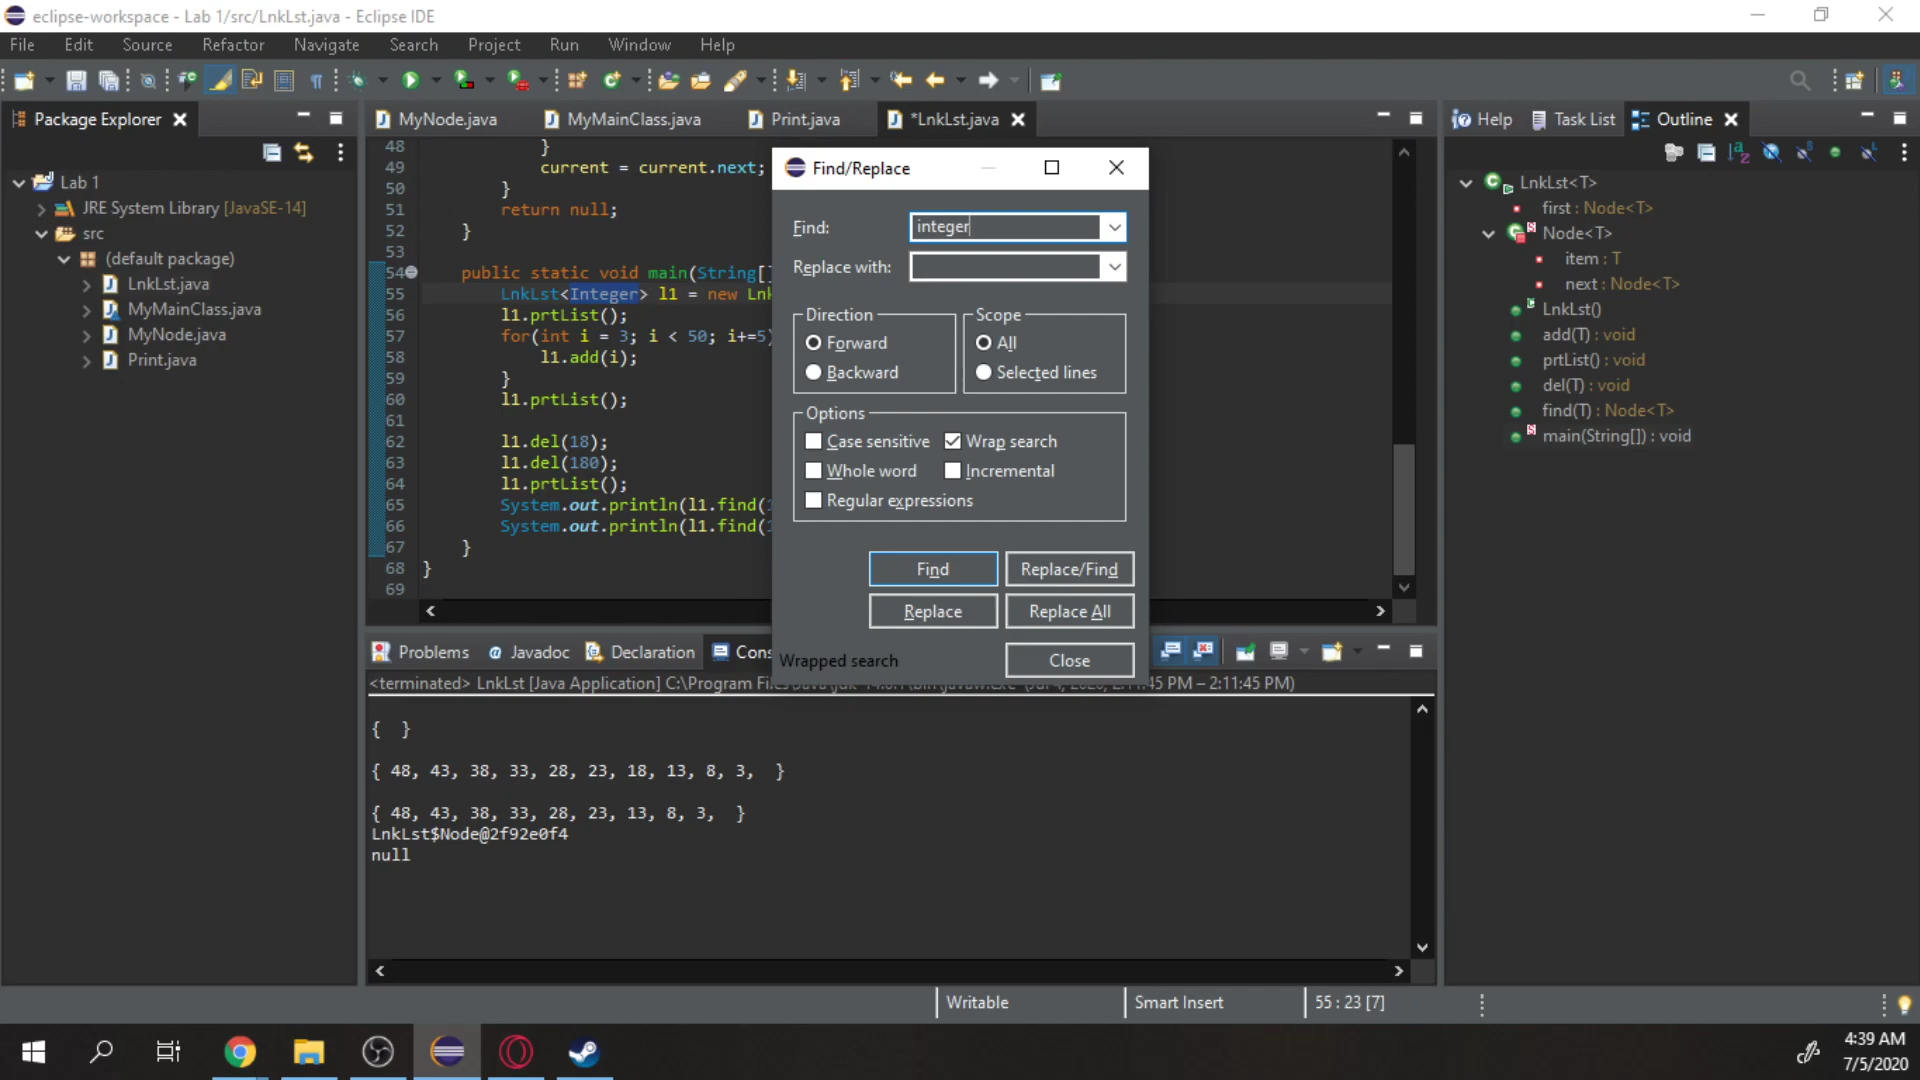 eclipse-workspace - Lab 1/src/LnkLst.java - Eclipse IDE
File Edit Source Refactor Navigate Search Project Run Window Help
Package Explorer
Lab 1
JRE System Library [JavaSE-14]
src
(default package)
LnkLst.java
MyMainClass.java
MyNode.java
Print.java
MyNode.java MyMainClass.java Print.java *LnkLst.java
48 }
49 current = current.next;
50 }
51 return null;
52 }
53
54 public static void main(String[]
55 LnkLst<Integer> l1 = new Lnk
56 l1.prtList();
57 for(int i = 3; i < 50; i+=5)
58 l1.add(i);
59 }
60 l1.prtList();
61
62 l1.del(18);
63 l1.del(180);
64 l1.prtList();
65 System.out.println(l1.find(
66 System.out.println(l1.find(
67 }
68 }
69
Find/Replace
Find: integer
Replace with:
Direction
Forward
Backward
Scope
All
Selected lines
Options
Case sensitive Wrap search
Whole word Incremental
Regular expressions
Find Replace/Find
Replace Replace All
Wrapped search Close
Help Task List Outline
LnkLst<T>
first : Node<T>
Node<T>
item : T
next : Node<T>
LnkLst()
add(T) : void
prtList() : void
del(T) : void
find(T) : Node<T>
main(String[]) : void
Problems Javadoc Declaration Cons
<terminated> LnkLst [Java Application] C:\Program Files 45 PM – 2:11:45 PM)
{ }
{ 48, 43, 38, 33, 28, 23, 18, 13, 8, 3, }
{ 48, 43, 38, 33, 28, 23, 13, 8, 3, }
LnkLst$Node@2f92e0f4
null
Writable Smart Insert 55 : 23 [7]
4:39 AM
7/5/2020